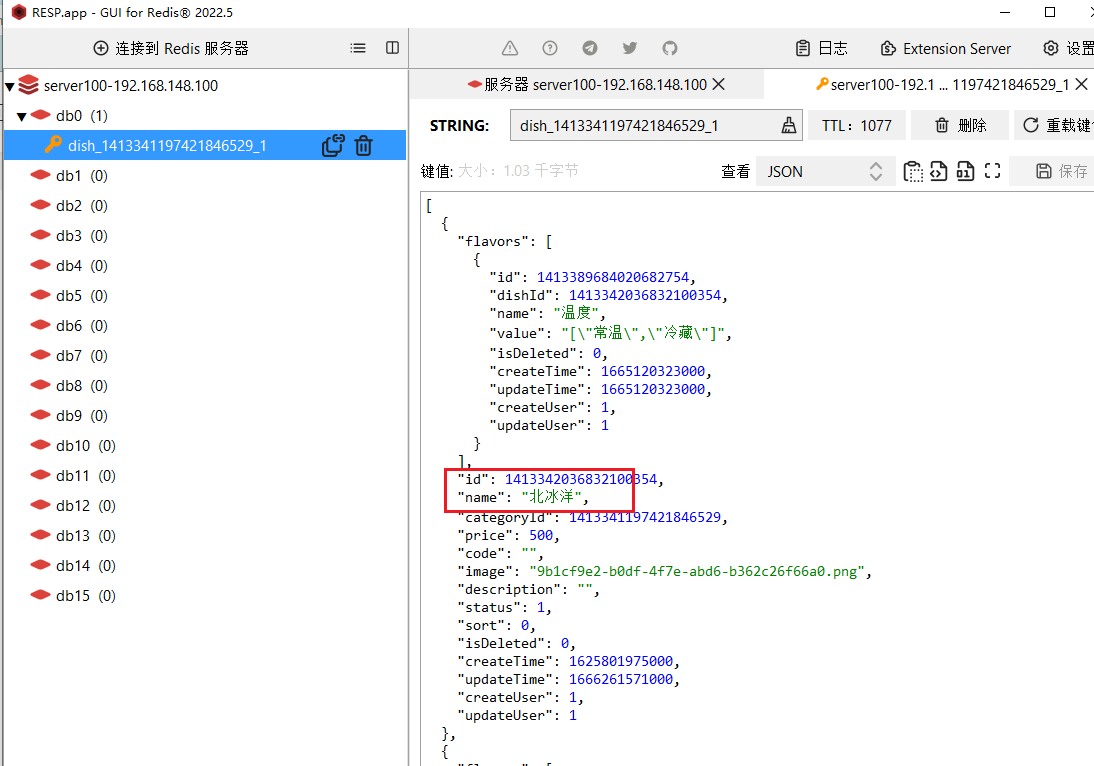 RESP.app - GUI for Redis® 2022.5
连接到 Redis 服务器
日志
Extension Server
设置
server100-192.168.148.100
db0 (1)
dish_1413341197421846529_1
db1 (0)
db2 (0)
db3 (0)
db4 (0)
db5 (0)
db6 (0)
db7 (0)
db8 (0)
db9 (0)
db10 (0)
db11 (0)
db12 (0)
db13 (0)
db14 (0)
db15 (0)
服务器 server100-192.168.148.100
server100-192.1 ... 1197421846529_1
STRING:
dish_1413341197421846529_1
TTL: 1077
删除
重载键
键值: 大小: 1.03 千字节
查看
JSON
保存
[
{
"flavors": [
{
"id": 1413389684020682754,
"dishId": 1413342036832100354,
"name": "温度",
"value": "[\"常温\",\"冷藏\"]",
"isDeleted": 0,
"createTime": 1665120323000,
"updateTime": 1665120323000,
"createUser": 1,
"updateUser": 1
}
],
"id": 1413342036832100354,
"name": "北冰洋",
"categoryId": 1413341197421846529,
"price": 500,
"code": "",
"image": "9b1cf9e2-b0df-4f7e-abd6-b362c26f66a0.png",
"description": "",
"status": 1,
"sort": 0,
"isDeleted": 0,
"createTime": 1625801975000,
"updateTime": 1666261571000,
"createUser": 1,
"updateUser": 1
},
{